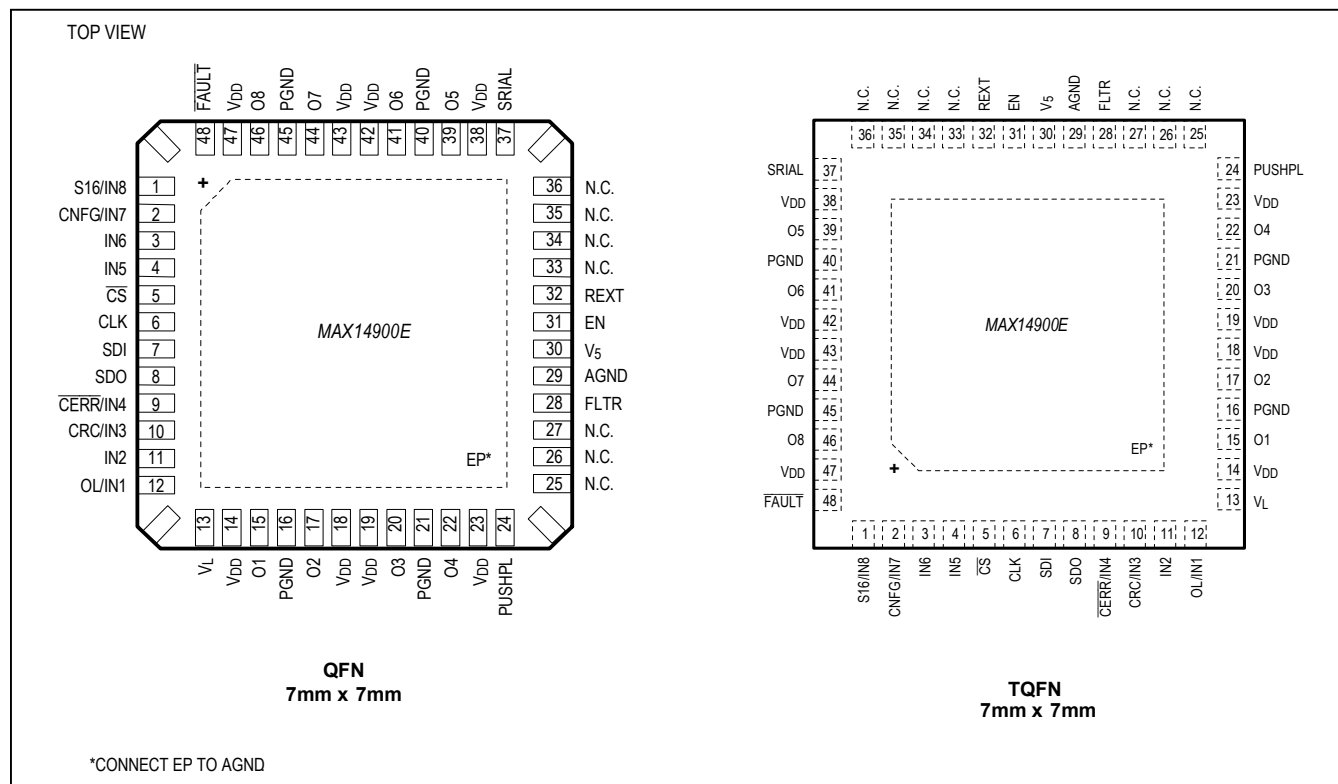 TOP VIEW
FAULT VDD O8 PGND O7 VDD VDD O6 PGND O5 VDD SRIAL
48 47 46 45 44 43 42 41 40 39 38 37
+
S16/IN8 1
CNFG/IN7 2
IN6 3
IN5 4
CS 5
CLK 6
SDI 7
SDO 8
CERR/IN4 9
CRC/IN3 10
IN2 11
OL/IN1 12
MAX14900E
EP*
36 N.C.
35 N.C.
34 N.C.
33 N.C.
32 REXT
31 EN
30 V5
29 AGND
28 FLTR
27 N.C.
26 N.C.
25 N.C.
13 14 15 16 17 18 19 20 21 22 23 24
VL VDD O1 PGND O2 VDD VDD O3 PGND O4 VDD PUSHPL
QFN
7mm x 7mm
N.C. N.C. N.C. N.C. REXT EN V5 AGND FLTR N.C. N.C. N.C.
36 35 34 33 32 31 30 29 28 27 26 25
SRIAL 37
VDD 38
O5 39
PGND 40
O6 41
VDD 42
VDD 43
O7 44
PGND 45
O8 46
VDD 47
FAULT 48
MAX14900E
EP*
+
24 PUSHPL
23 VDD
22 O4
21 PGND
20 O3
19 VDD
18 VDD
17 O2
16 PGND
15 O1
14 VDD
13 VL
1 2 3 4 5 6 7 8 9 10 11 12
S16/IN8 CNFG/IN7 IN6 IN5 CS CLK SDI SDO CERR/IN4 CRC/IN3 IN2 OL/IN1
TQFN
7mm x 7mm
*CONNECT EP TO AGND.